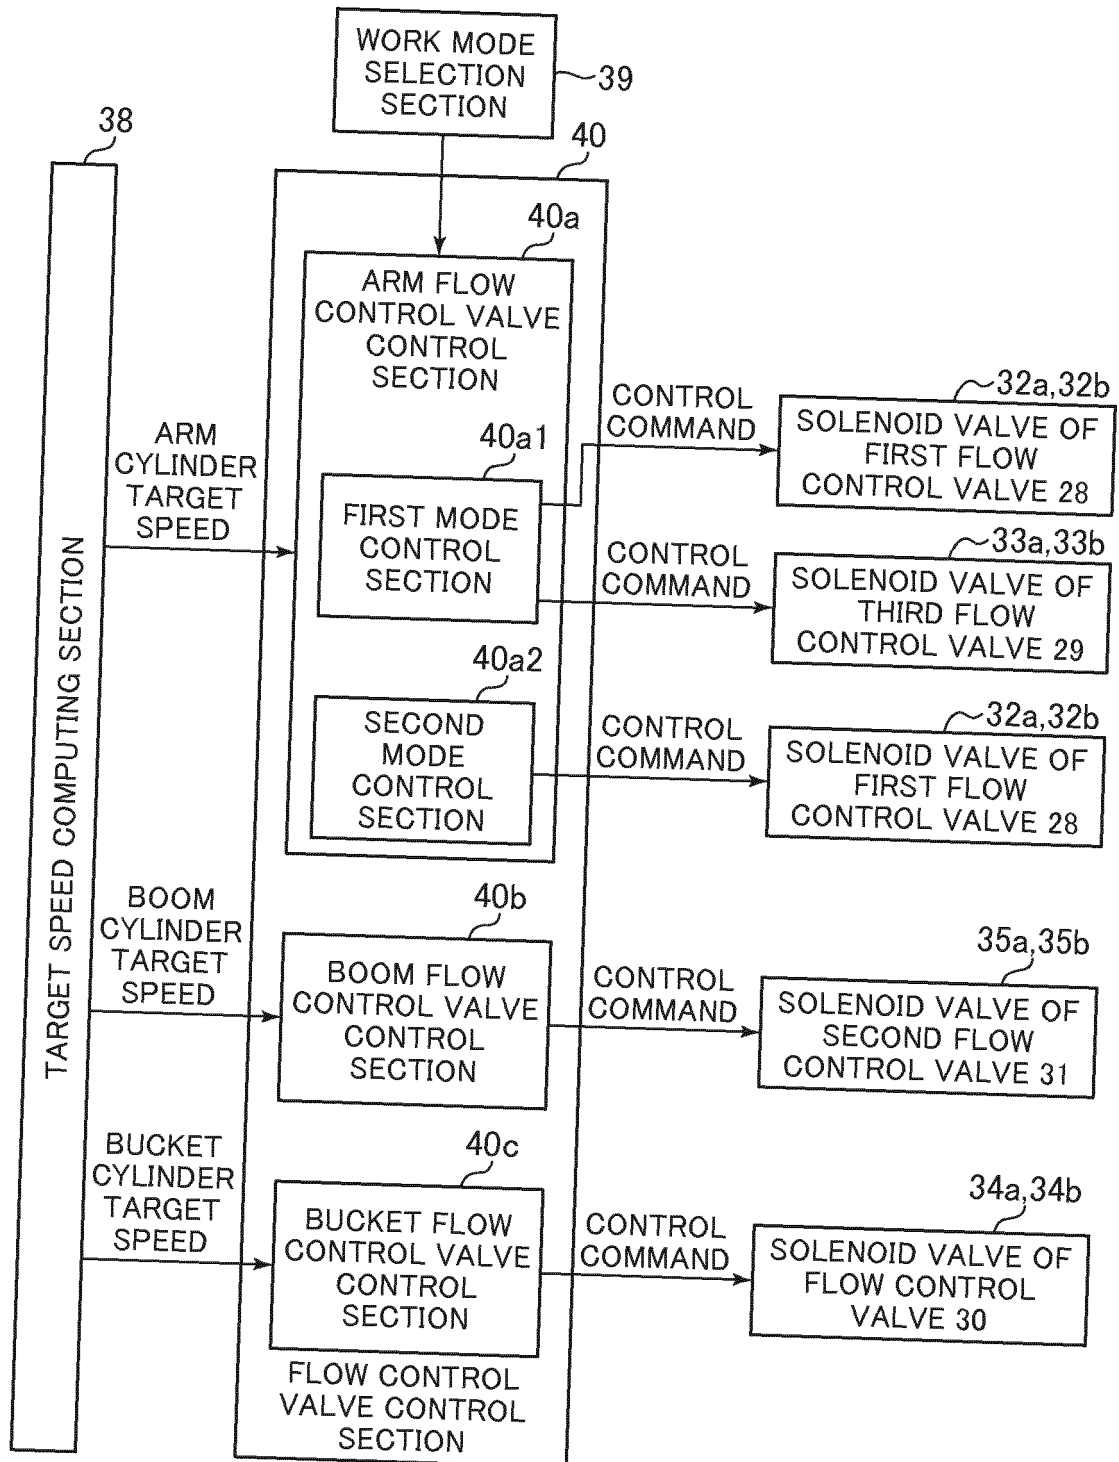 WORK MODE
SELECTION
SECTION
39
38
40
40a
ARM FLOW
CONTROL VALVE
CONTROL
SECTION
32a,32b
CONTROL
COMMAND
SOLENOID VALVE OF
FIRST FLOW
CONTROL VALVE 28
ARM
CYLINDER
TARGET
SPEED
40a1
FIRST MODE
CONTROL
SECTION
33a,33b
CONTROL
COMMAND
SOLENOID VALVE OF
THIRD FLOW
CONTROL VALVE 29
TARGET SPEED COMPUTING SECTION
40a2
SECOND
MODE
CONTROL
SECTION
32a,32b
CONTROL
COMMAND
SOLENOID VALVE OF
FIRST FLOW
CONTROL VALVE 28
BOOM
CYLINDER
TARGET
SPEED
40b
BOOM FLOW
CONTROL VALVE
CONTROL
SECTION
35a,35b
CONTROL
COMMAND
SOLENOID VALVE OF
SECOND FLOW
CONTROL VALVE 31
BUCKET
CYLINDER
TARGET
SPEED
40c
BUCKET FLOW
CONTROL VALVE
CONTROL
SECTION
34a,34b
CONTROL
COMMAND
SOLENOID VALVE OF
FLOW CONTROL
VALVE 30
FLOW CONTROL
VALVE CONTROL
SECTION